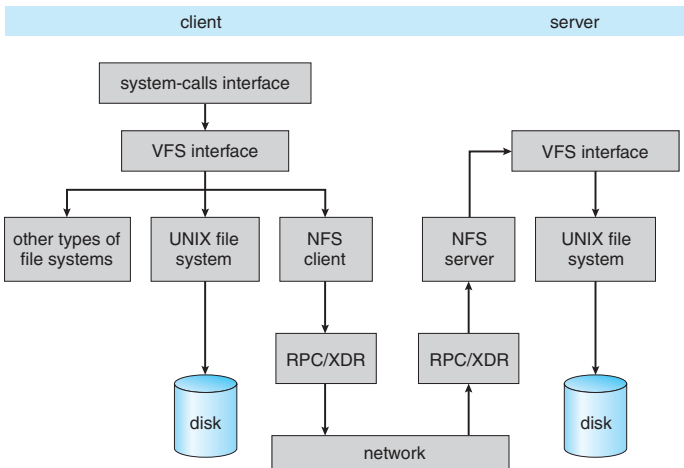 client
server
system-calls interface
VFS interface
VFS interface
other types of
file systems
UNIX file
system
NFS
client
NFS
server
UNIX file
system
RPC/XDR
RPC/XDR
disk
disk
network